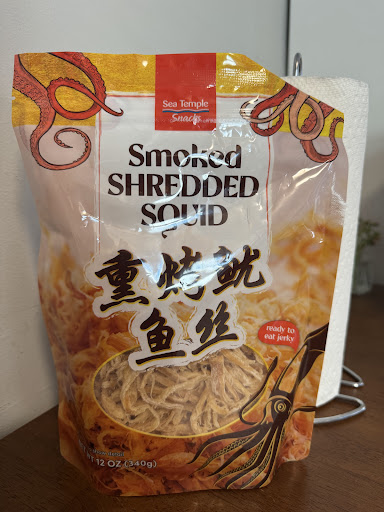 Sea Temple
Snacks
Smoked
SHREDDED
SQUID
熏烤鱿
鱼丝
ready to
eat jerky
12 OZ (340g)